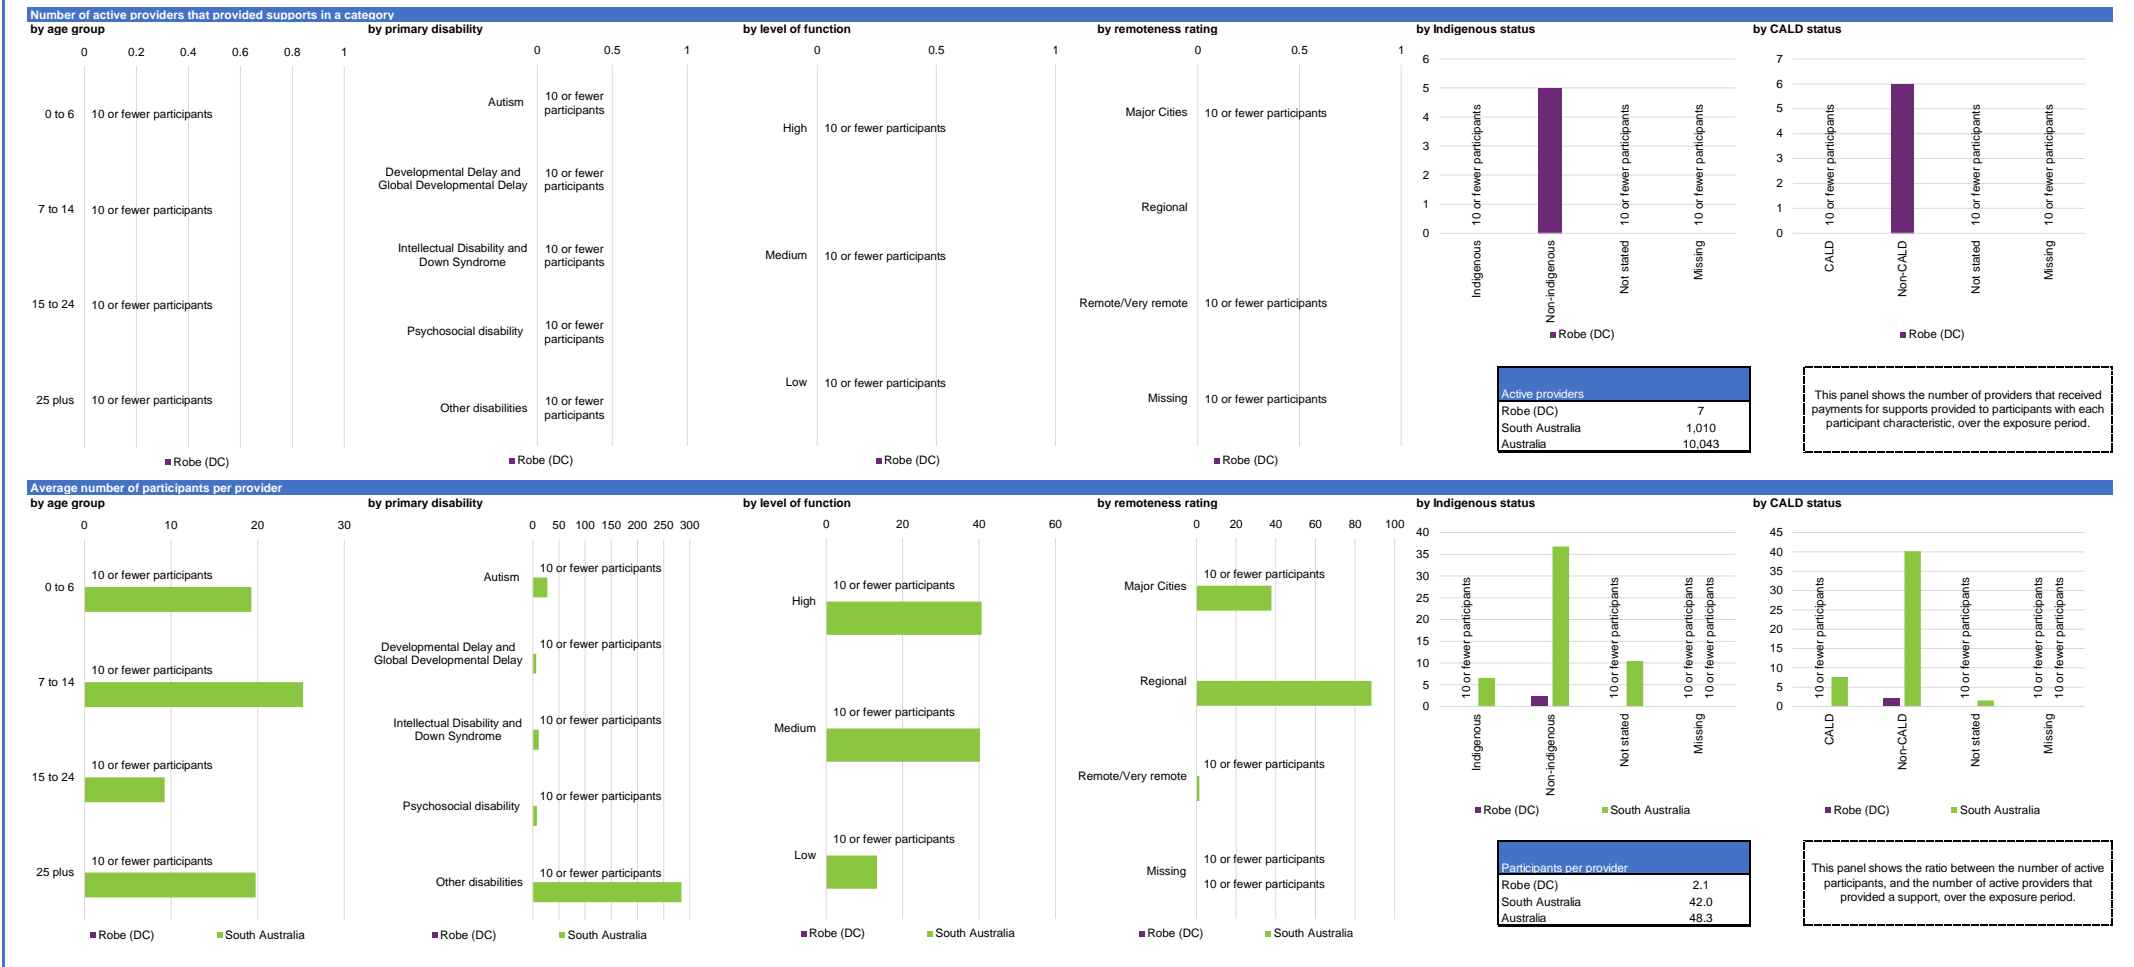 Number of active providers that provided supports in a category
by age group
0 0.2 0.4 0.6 0.8 1
0 to 6 10 or fewer participants
7 to 14 10 or fewer participants
15 to 24 10 or fewer participants
25 plus 10 or fewer participants
Robe (DC)
by primary disability
0 0.5 1
Autism
10 or fewer
participants
Developmental Delay and
Global Developmental Delay
10 or fewer
participants
Intellectual Disability and
Down Syndrome
10 or fewer
participants
Psychosocial disability
10 or fewer
participants
Other disabilities
10 or fewer
participants
Robe (DC)
by level of function
0 0.5 1
High 10 or fewer participants
Medium 10 or fewer participants
Low 10 or fewer participants
Robe (DC)
by remoteness rating
0 0.5 1
Major Cities 10 or fewer participants
Regional
Remote/Very remote 10 or fewer participants
Missing 10 or fewer participants
Robe (DC)
by Indigenous status
6
5
4
3
2
1
0
10 or fewer participants
10 or fewer participants
10 or fewer participants
Indigenous
Non-indigenous
Not stated
Missing
Robe (DC)
by CALD status
7
6
5
4
3
2
1
0
10 or fewer participants
10 or fewer participants
10 or fewer participants
CALD
Non-CALD
Not stated
Missing
Robe (DC)
Active providers
Robe (DC) 7
South Australia 1,010
Australia 10,043
This panel shows the number of providers that received
payments for supports provided to participants with each
participant characteristic, over the exposure period.
Average number of participants per provider
by age group
0 10 20 30
10 or fewer participants
0 to 6
10 or fewer participants
7 to 14
10 or fewer participants
15 to 24
10 or fewer participants
25 plus
Robe (DC) South Australia
by primary disability
0 50 100 150 200 250 300
10 or fewer participants
Autism
10 or fewer participants
Developmental Delay and
Global Developmental Delay
10 or fewer participants
Intellectual Disability and
Down Syndrome
10 or fewer participants
Psychosocial disability
10 or fewer participants
Other disabilities
Robe (DC) South Australia
by level of function
0 20 40 60
10 or fewer participants
High
10 or fewer participants
Medium
10 or fewer participants
Low
Robe (DC) South Australia
by remoteness rating
0 20 40 60 80 100
10 or fewer participants
Major Cities
Regional
10 or fewer participants
Remote/Very remote
10 or fewer participants
Missing
10 or fewer participants
Robe (DC) South Australia
by Indigenous status
40
35
30
25
20
15
10
5
0
10 or fewer participants
10 or fewer participants
10 or fewer participants
10 or fewer participants
Indigenous
Non-indigenous
Not stated
Missing
Robe (DC) South Australia
by CALD status
45
40
35
30
25
20
15
10
5
0
10 or fewer participants
10 or fewer participants
10 or fewer participants
10 or fewer participants
CALD
Non-CALD
Not stated
Missing
Robe (DC) South Australia
Participants per provider
Robe (DC) 2.1
South Australia 42.0
Australia 48.3
This panel shows the ratio between the number of active
participants, and the number of active providers that
provided a support, over the exposure period.